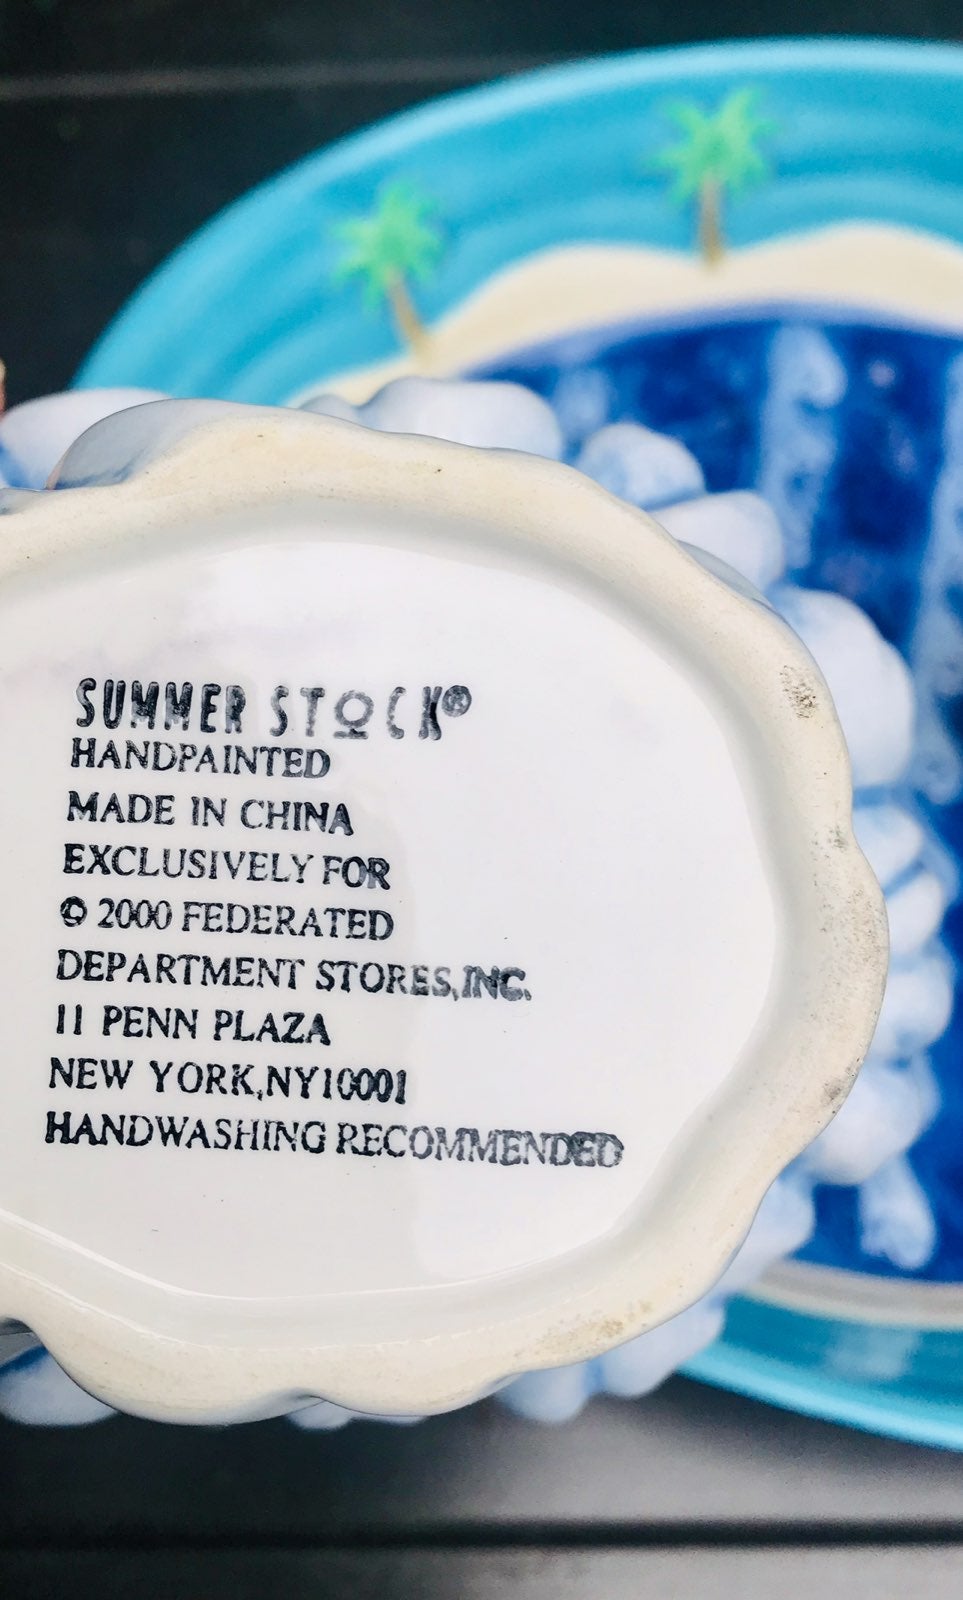 SUMMER STOCK®
HANDPAINTED
MADE IN CHINA
EXCLUSIVELY FOR
© 2000 FEDERATED
DEPARTMENT STORES,INC.
11 PENN PLAZA
NEW YORK,NY10001
HANDWASHING RECOMMENDED